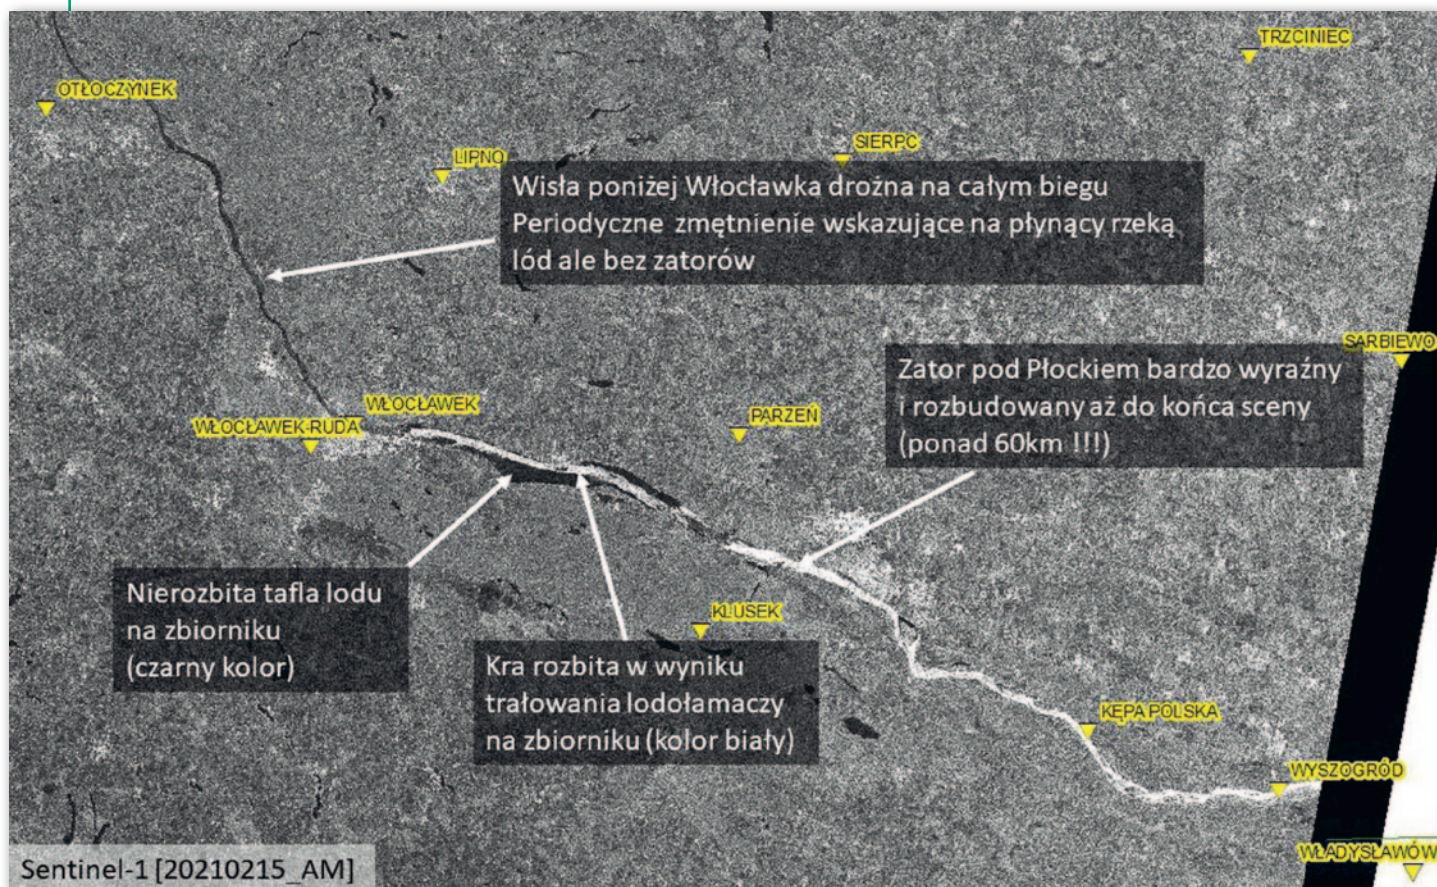 TRZCINIEC
OTŁOCZYNEK
SIERPC
LIPNO
Wisła poniżej Włocławka drożna na całym biegu
Periodyczne zmętnienie wskazujące na płynący rzeką
lód ale bez zatorów
SARBIEWO
Zator pod Płockiem bardzo wyraźny
i rozbudowany aż do końca sceny
(ponad 60km !!!)
WŁOCŁAWEK
PARZEŃ
WŁOCŁAWEK-RUDA
Nierozbita tafla lodu
na zbiorniku
(czarny kolor)
KLUSEK
Kra rozbita w wyniku
trałowania lodołamaczy
na zbiorniku (kolor biały)
KĘPA POLSKA
WYSZOGRÓD
WŁADYSŁAWÓW
Sentinel-1 [20210215_AM]